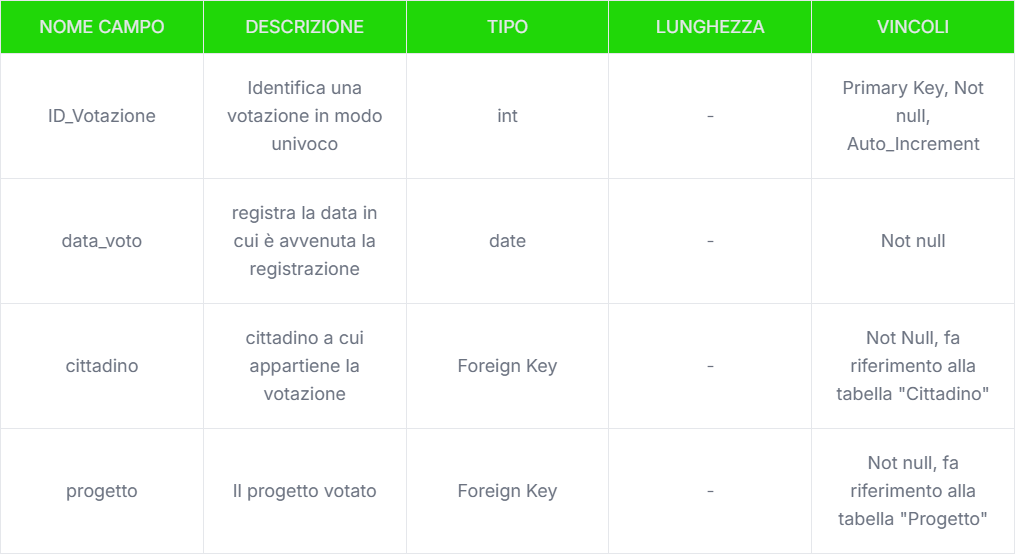 NOME CAMPO DESCRIZIONE TIPO LUNGHEZZA VINCOLI
ID_Votazione
Identifica una
votazione in modo
univoco
int
-
Primary Key, Not
null,
Auto_Increment
data_voto
registra la data in
cui è avvenuta la
registrazione
date
-
Not null
cittadino
cittadino a cui
appartiene la
votazione
Foreign Key
-
Not Null, fa
riferimento alla
tabella "Cittadino"
progetto
Il progetto votato
Foreign Key
-
Not null, fa
riferimento alla
tabella "Progetto"